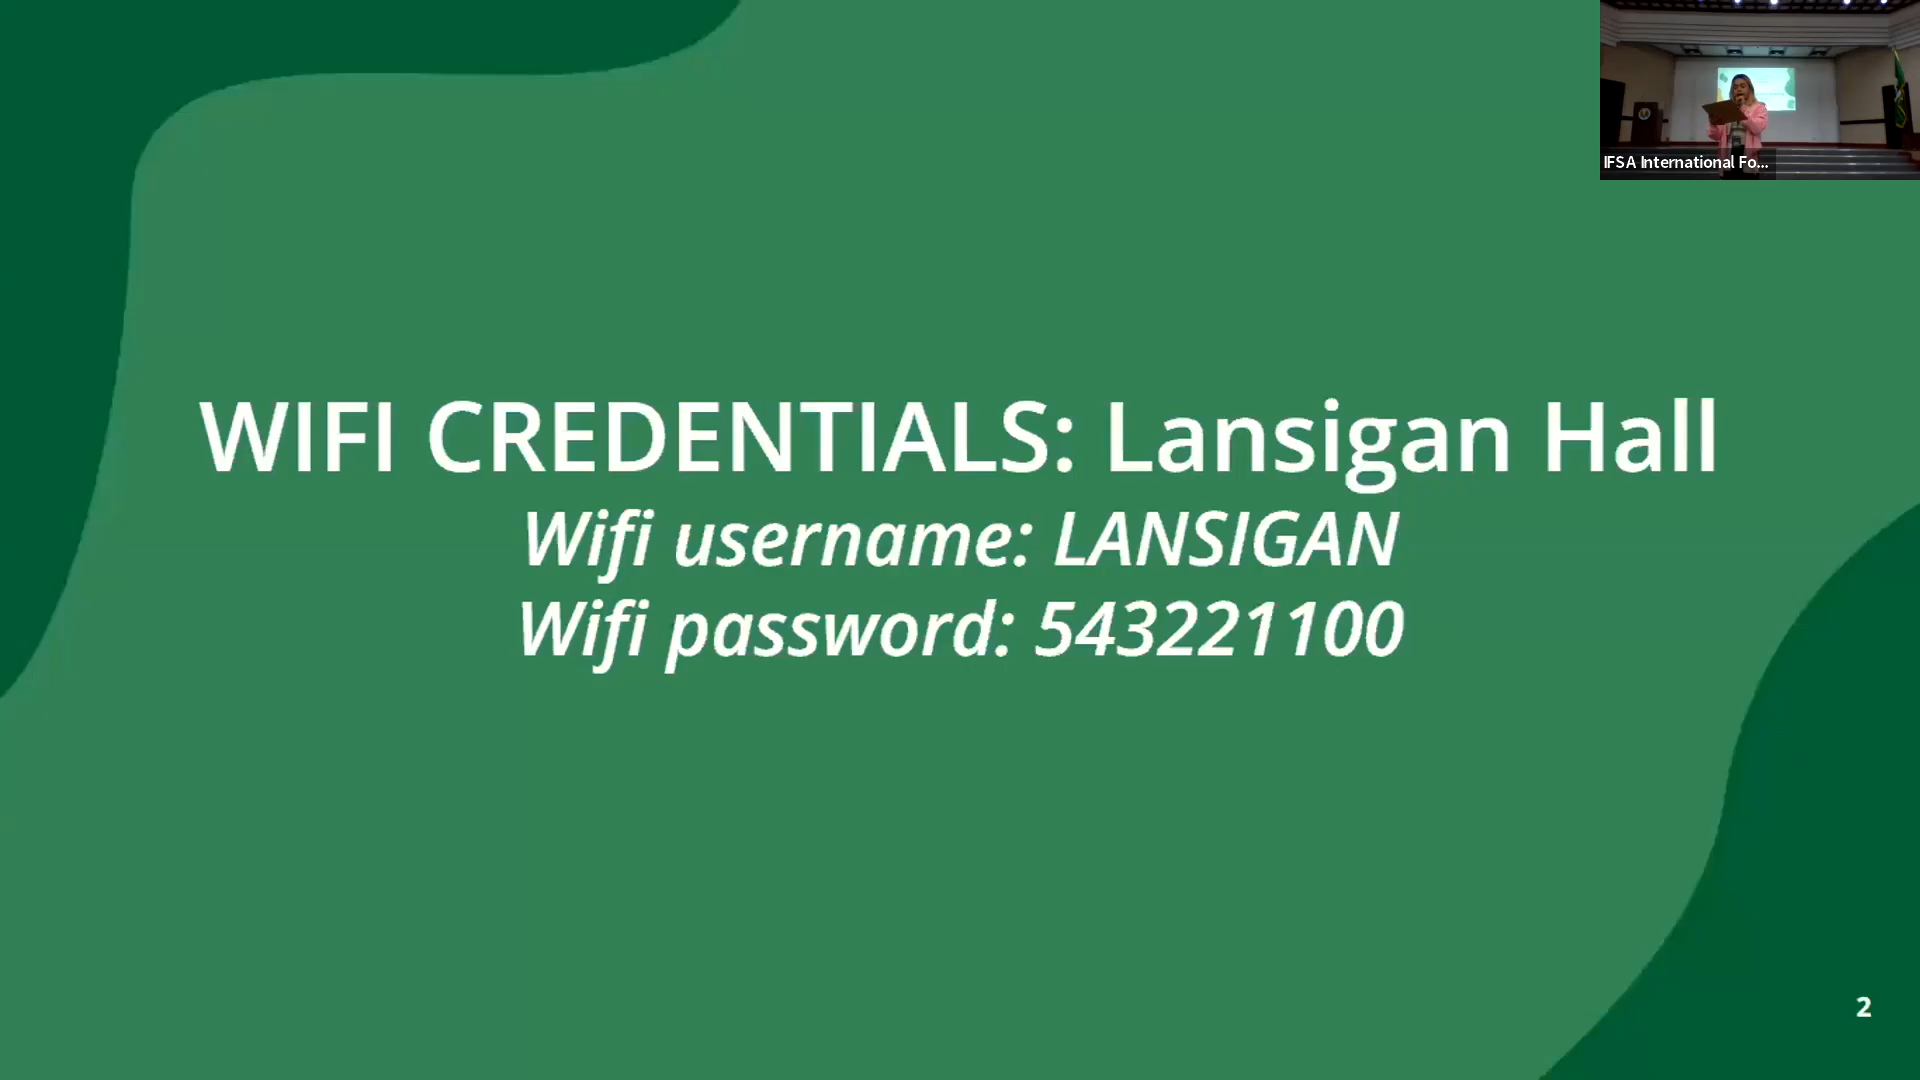 IFSA International Fo...
WIFI CREDENTIALS: Lansigan Hall
Wifi username: LANSIGAN
Wifi password: 543221100
2